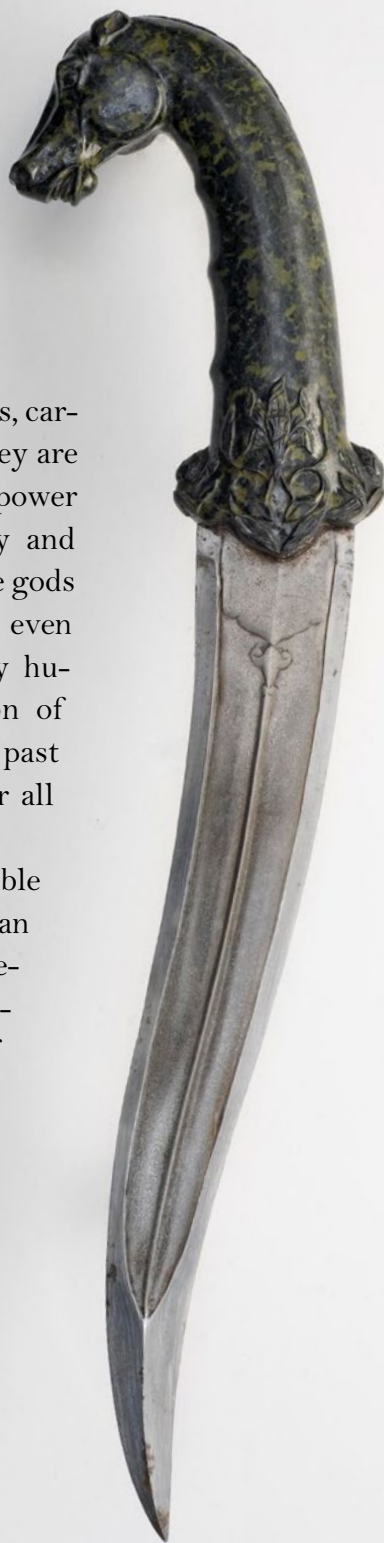 s, car-
ey are
power
y and
e gods
even
y hu-
on of
past
r all
ble
an
e-
-
.